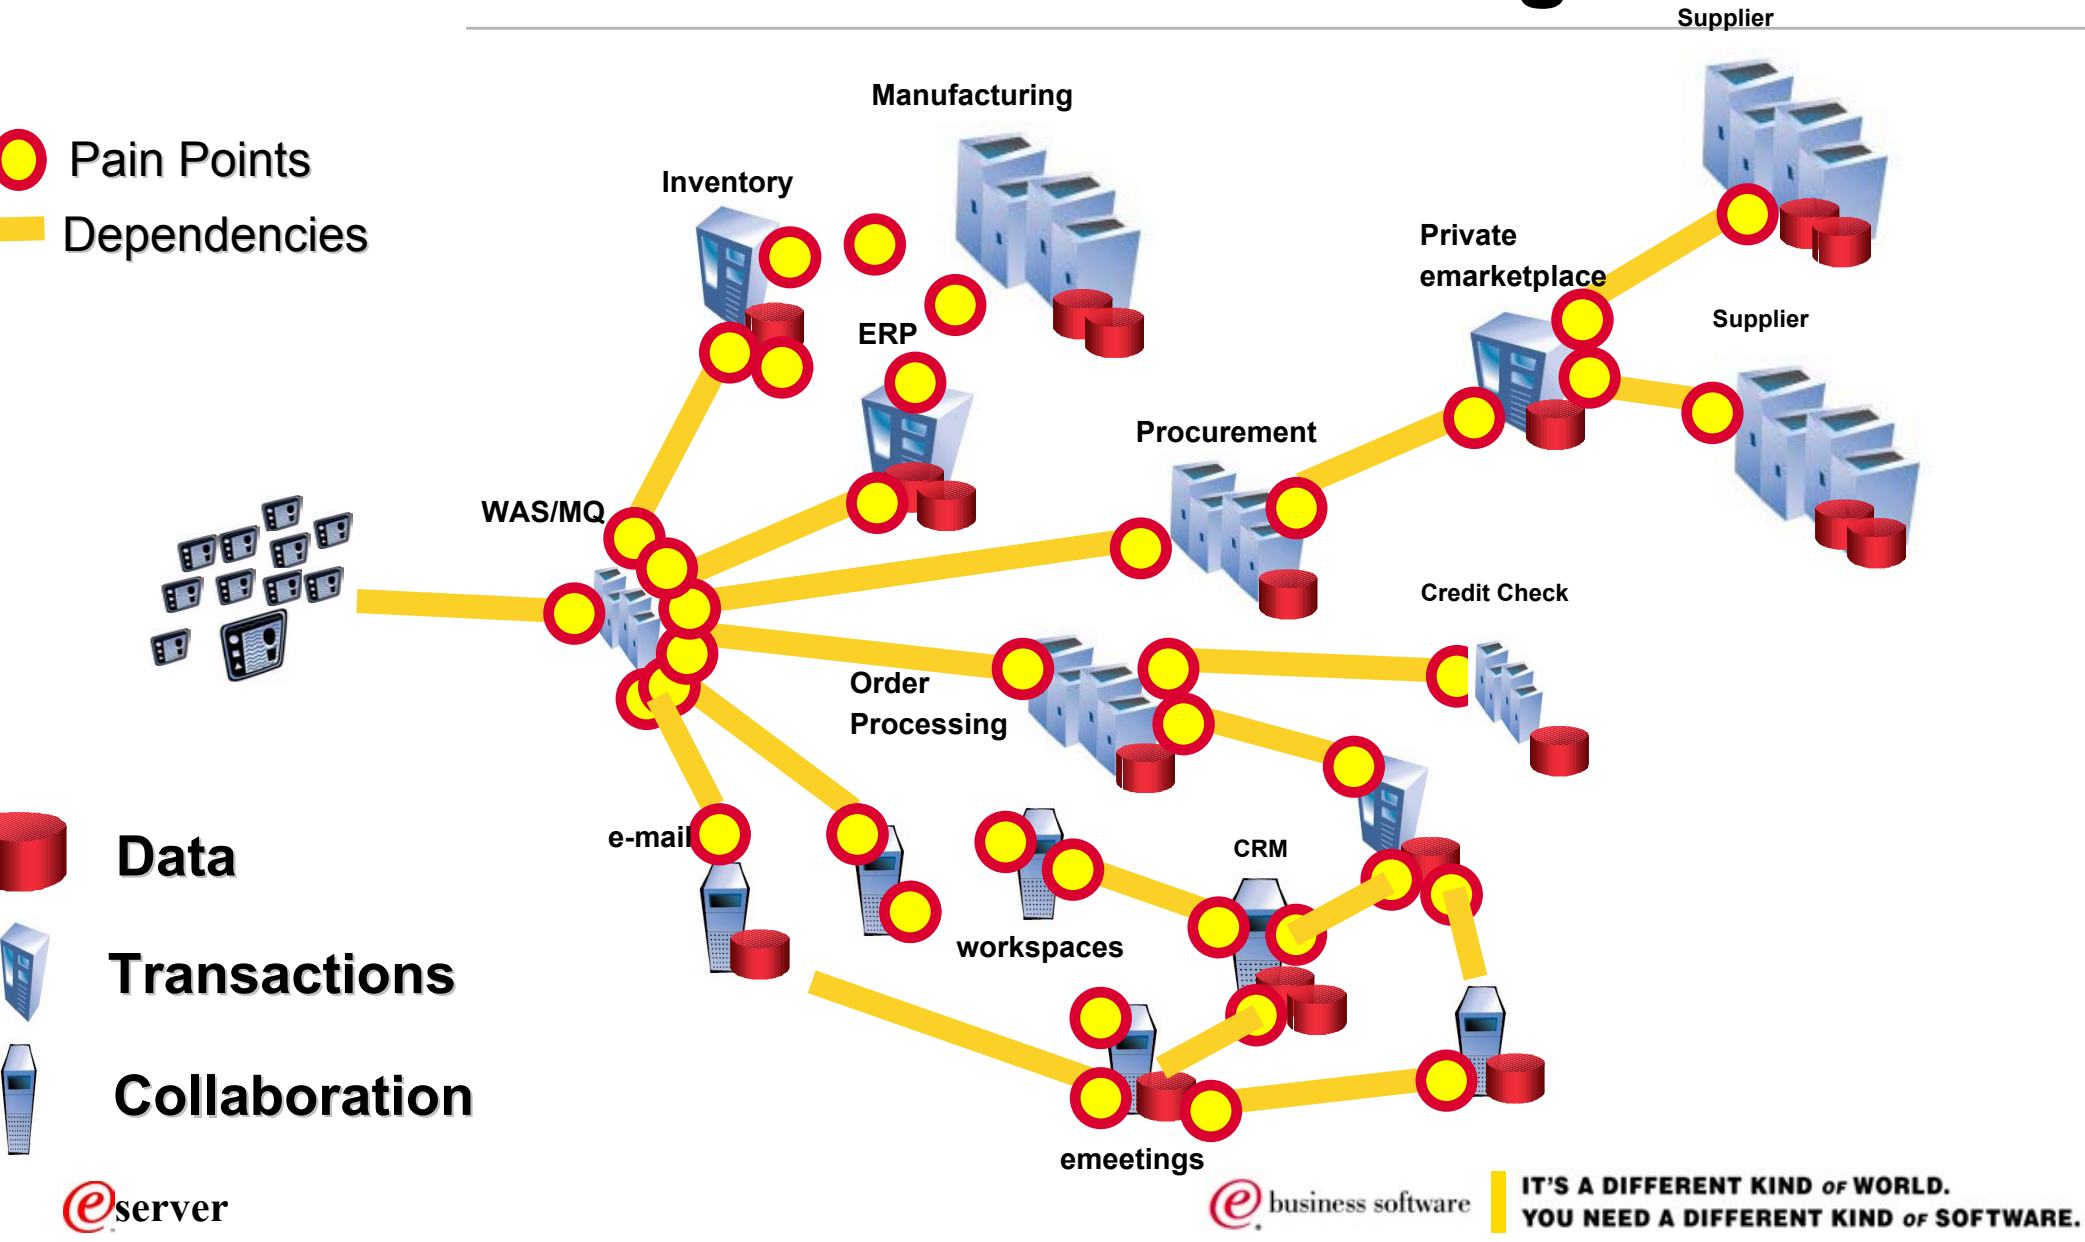 Supplier
Manufacturing
Pain Points
Inventory
Dependencies
Private
emarketplace
Supplier
ERP
Procurement
WAS/MQ
Credit Check
Order
Processing
e-mail
CRM
Data
workspaces
Transactions
Collaboration
emeetings
eserver
e business software
IT'S A DIFFERENT KIND OF WORLD.
YOU NEED A DIFFERENT KIND OF SOFTWARE.